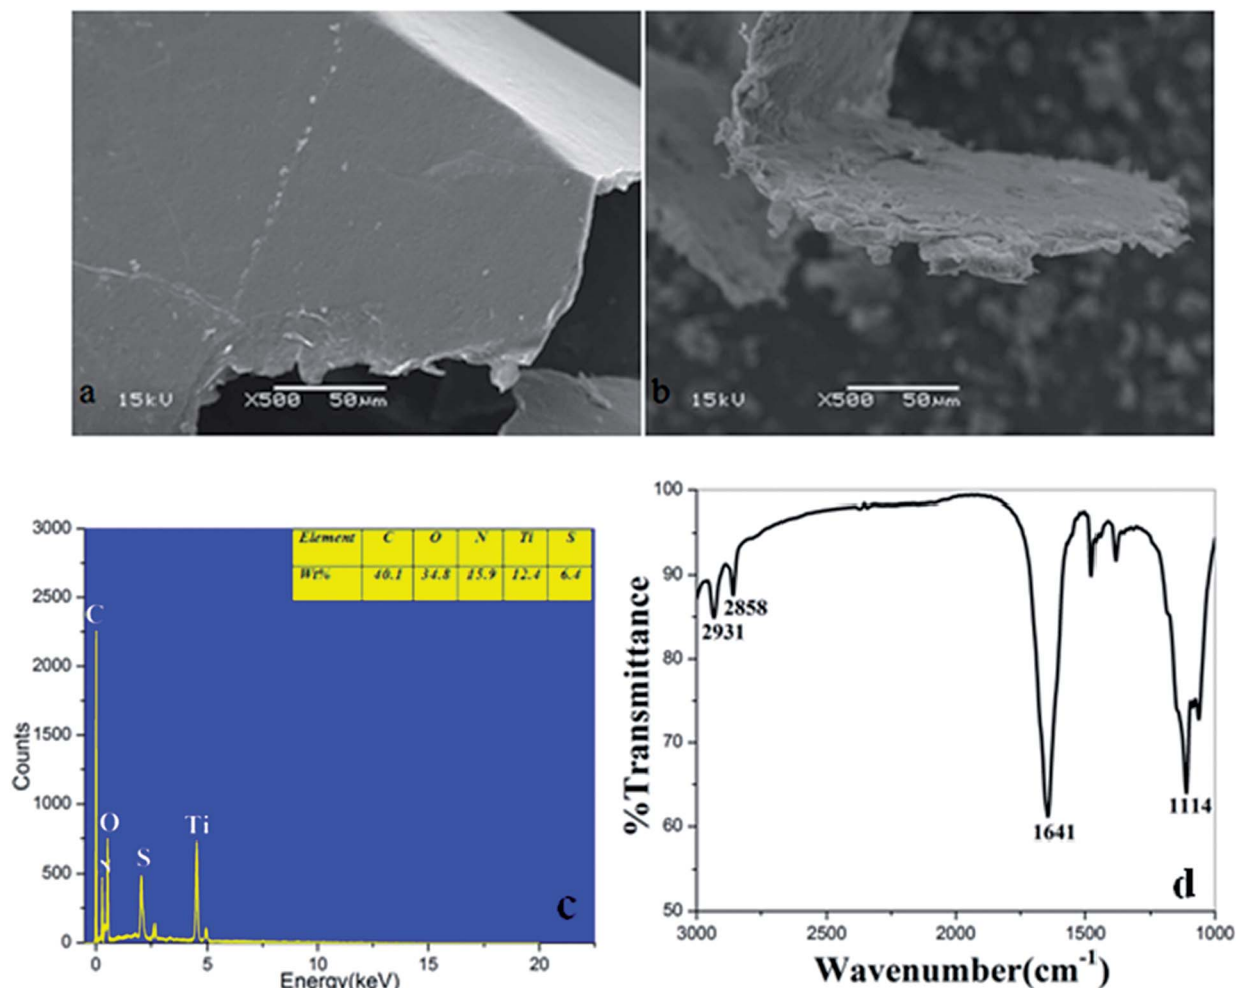 a 15kV X500 50µm
b 15kV X500 50µm
3000
2500
2000
1500
1000
500
0
Counts
Element C O N Ti S
Wt% 40.1 34.8 15.9 12.4 6.4
C
O
N
S
Ti
c
0 5 10 15 20
Energy(keV)
100
90
80
70
60
50
%Transmittance
2858
2931
1641
1114
d
3000 2500 2000 1500 1000
Wavenumber(cm⁻¹)